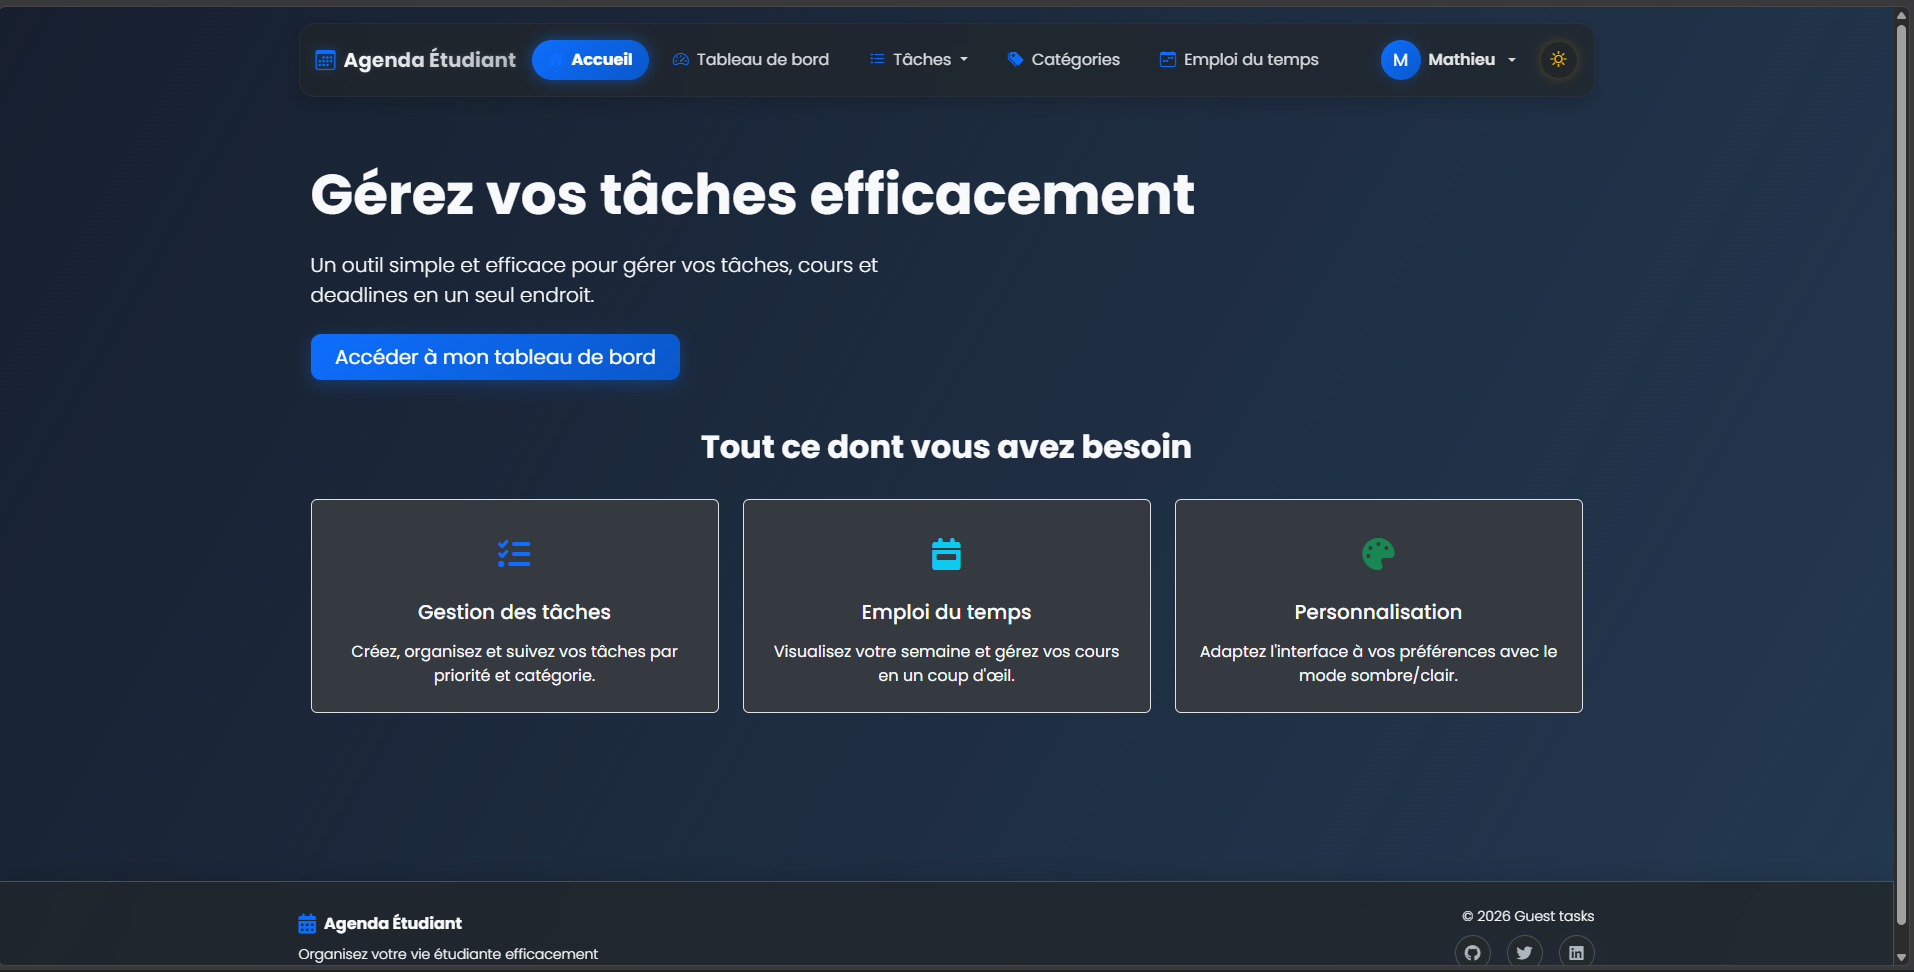 Agenda Étudiant
Accueil
Tableau de bord
Tâches
Catégories
Emploi du temps
M
Mathieu
Gérez vos tâches efficacement
Un outil simple et efficace pour gérer vos tâches, cours et
deadlines en un seul endroit.
Accéder à mon tableau de bord
Tout ce dont vous avez besoin
Gestion des tâches
Créez, organisez et suivez vos tâches par
priorité et catégorie.
Emploi du temps
Visualisez votre semaine et gérez vos cours
en un coup d'œil.
Personnalisation
Adaptez l'interface à vos préférences avec le
mode sombre/clair.
Agenda Étudiant
Organisez votre vie étudiante efficacement
© 2026 Guest tasks